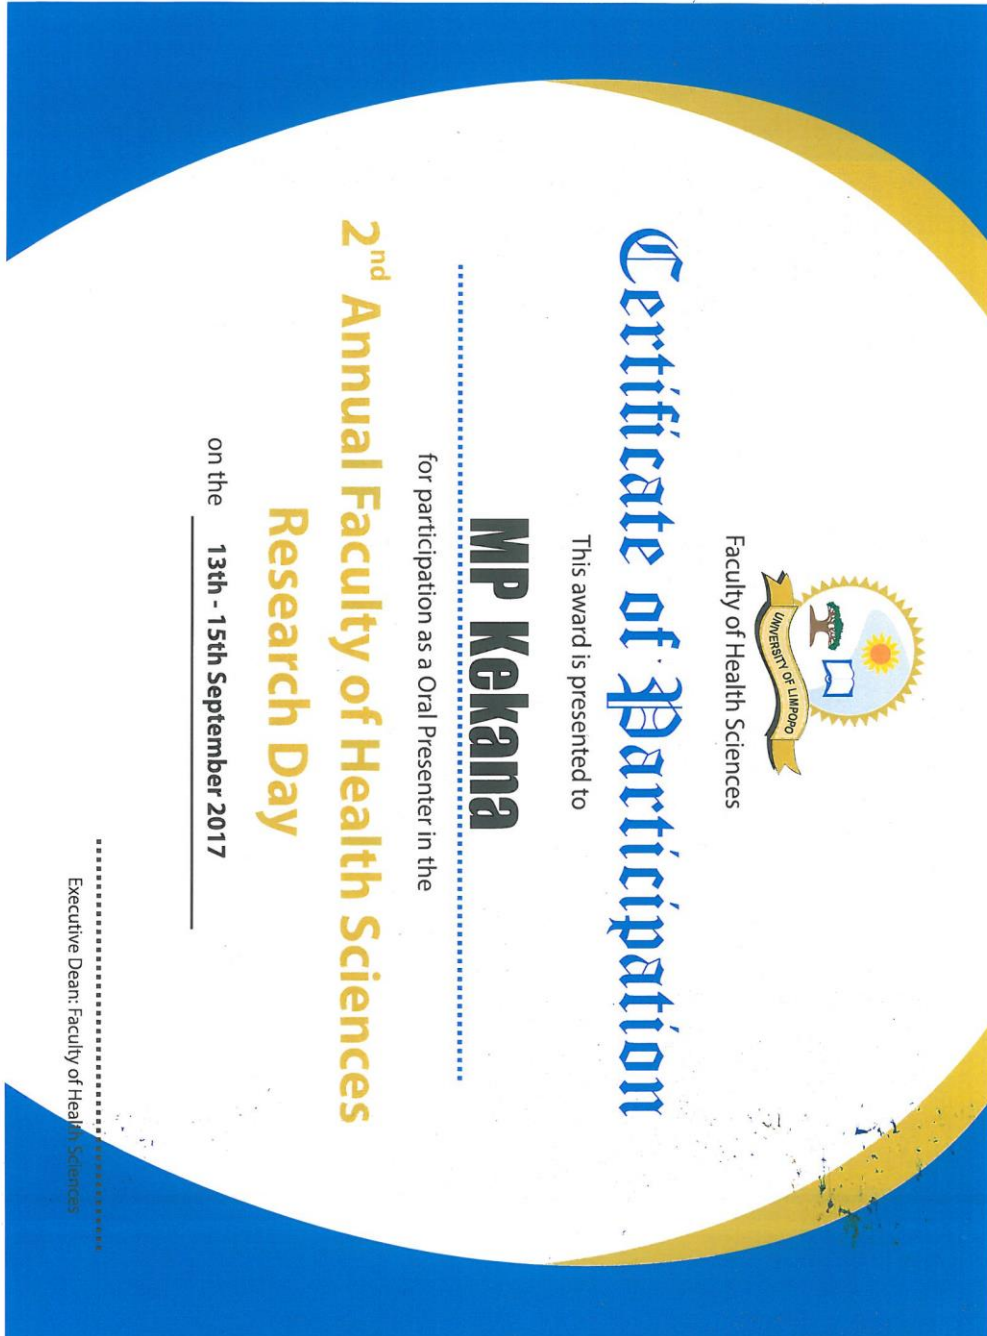 UNIVERSITY OF LIMPOPO
Faculty of Health Sciences
Certificate of Participation
This award is presented to
MP Kekana
for participation as a Oral Presenter in the
2nd Annual Faculty of Health Sciences
Research Day
on the 13th - 15th September 2017
Executive Dean: Faculty of Health Sciences